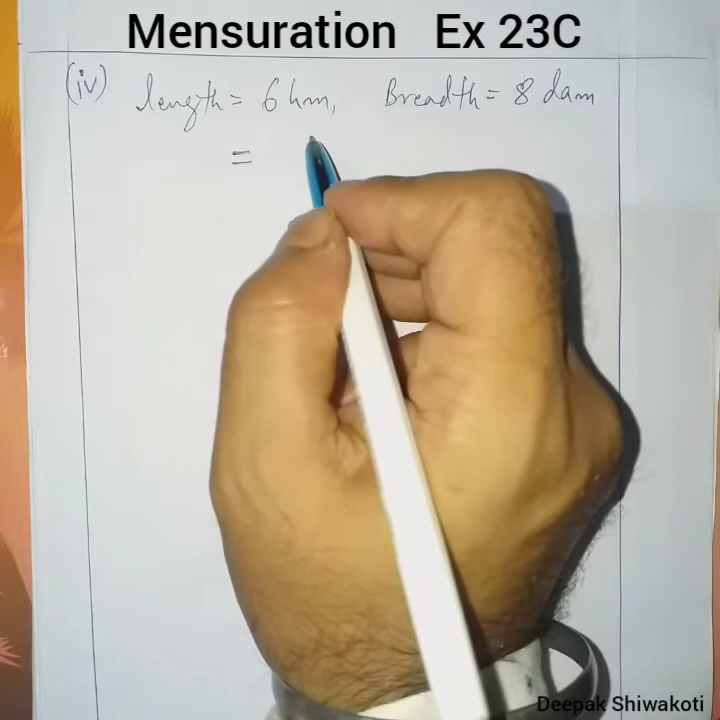 Mensuration Ex 23C
(iv) length = 6 hm, Breadth = 8 dam
=
Deepak Shiwakoti